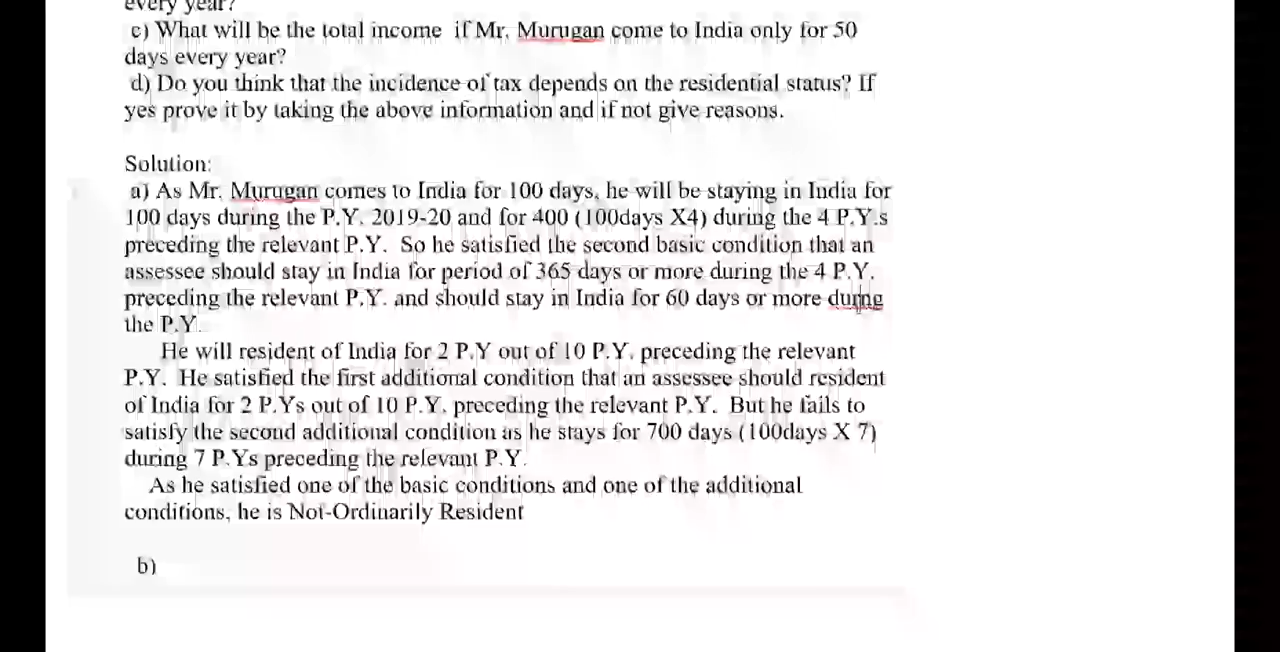 every year?
c) What will be the total income if Mr. Murugan come to India only for 50
days every year?
d) Do you think that the incidence of tax depends on the residential status? If
yes prove it by taking the above information and if not give reasons.
Solution:
a) As Mr. Murugan comes to India for 100 days, he will be staying in India for
100 days during the P.Y. 2019-20 and for 400 (100days X4) during the 4 P.Y.s
preceding the relevant P.Y. So he satisfied the second basic condition that an
assessee should stay in India for period of 365 days or more during the 4 P.Y.
preceding the relevant P.Y. and should stay in India for 60 days or more during
the P.Y.
He will resident of India for 2 P.Y out of 10 P.Y. preceding the relevant
P.Y. He satisfied the first additional condition that an assessee should resident
of India for 2 P.Ys out of 10 P.Y. preceding the relevant P.Y. But he fails to
satisfy the second additional condition as he stays for 700 days (100days X 7)
during 7 P.Ys preceding the relevant P.Y.
As he satisfied one of the basic conditions and one of the additional
conditions, he is Not-Ordinarily Resident
b)